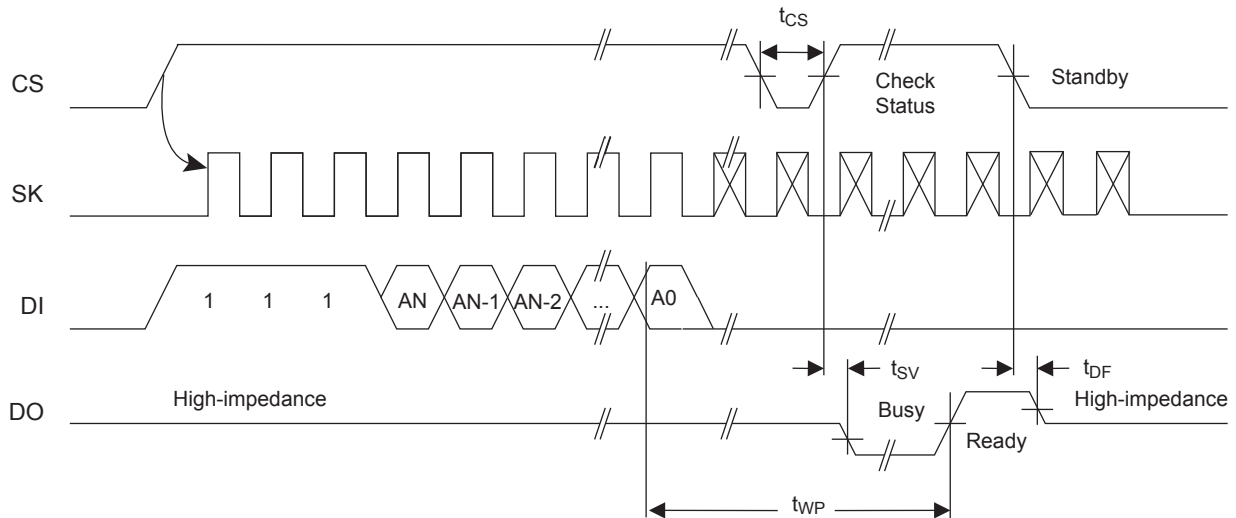 tCS
CS
Check
Status
Standby
SK
DI
1 1 1 AN AN-1 AN-2 ... A0
tSV
tDF
DO
High-impedance
Busy
Ready
High-impedance
tWP